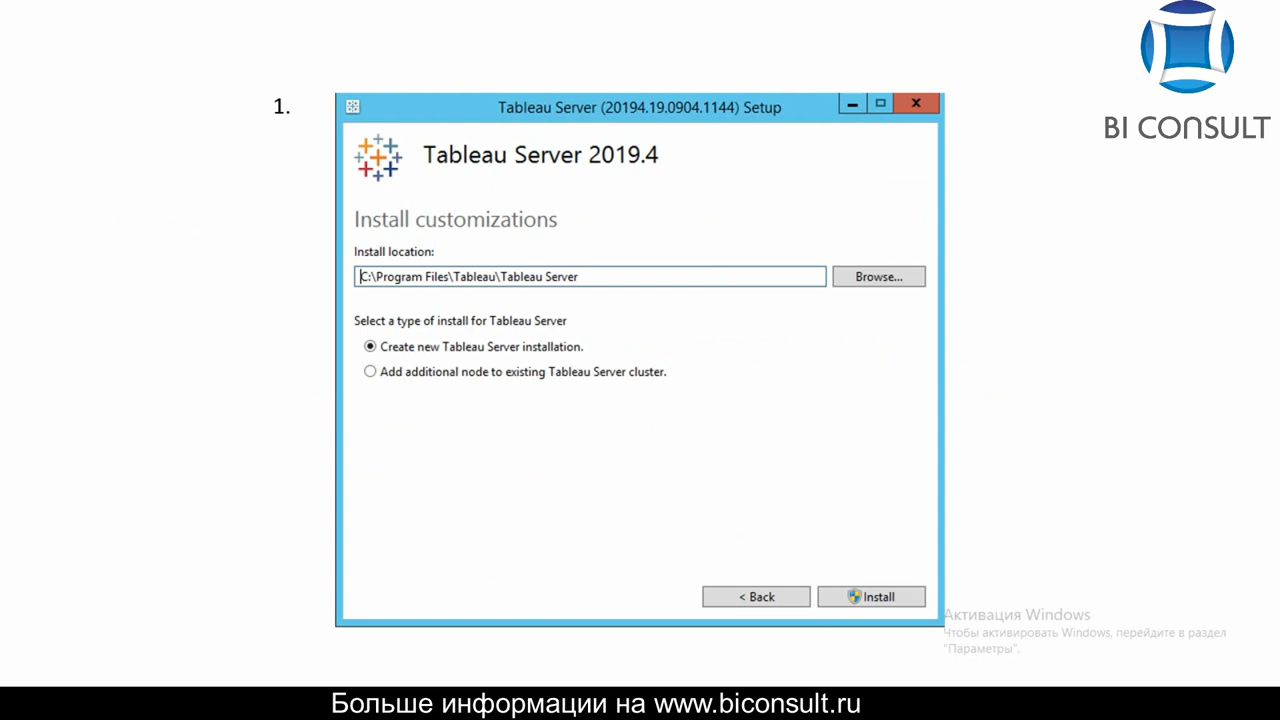 BI CONSULT
1.
Tableau Server (20194.19.0904.1144) Setup
Tableau Server 2019.4
Install customizations
Install location:
C:\Program Files\Tableau\Tableau Server
Browse...
Select a type of install for Tableau Server
Create new Tableau Server installation.
Add additional node to existing Tableau Server cluster.
< Back
Install
Активация Windows
Чтобы активировать Windows, перейдите в раздел
"Параметры".
Больше информации на www.biconsult.ru